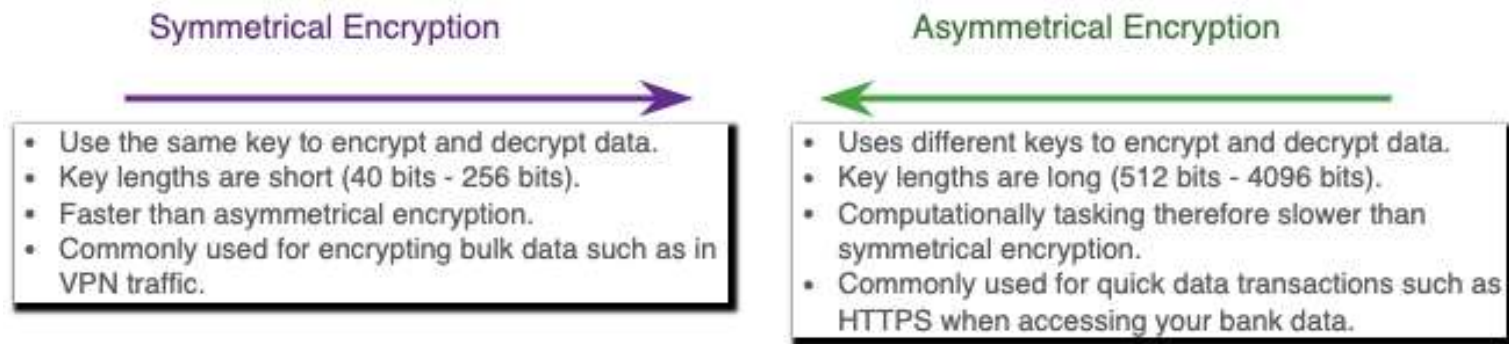 Symmetrical Encryption
• Use the same key to encrypt and decrypt data.
• Key lengths are short (40 bits - 256 bits).
• Faster than asymmetrical encryption.
• Commonly used for encrypting bulk data such as in
VPN traffic.
Asymmetrical Encryption
• Uses different keys to encrypt and decrypt data.
• Key lengths are long (512 bits - 4096 bits).
• Computationally tasking therefore slower than
symmetrical encryption.
• Commonly used for quick data transactions such as
HTTPS when accessing your bank data.